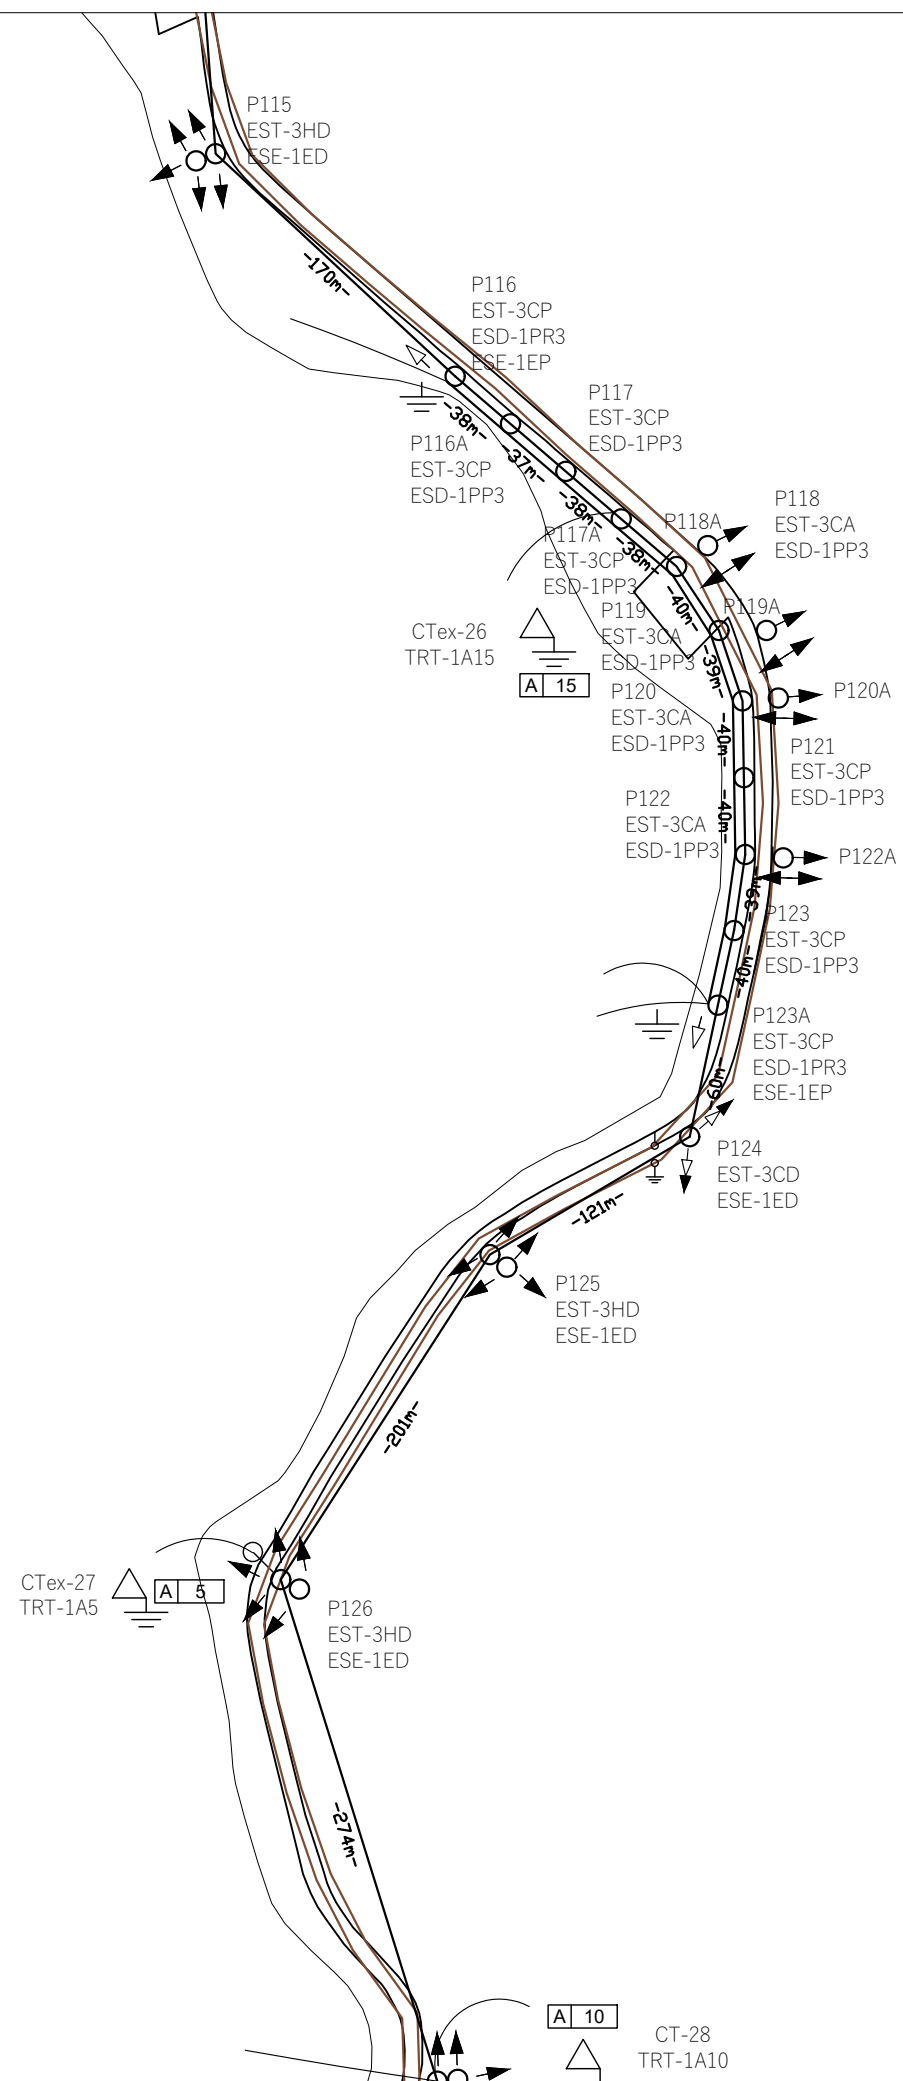 P115
EST-3HD
ESE-1ED
-170m-
P116
EST-3CP
ESD-1PR3
ESE-1EP
-38m-
P117
EST-3CP
ESD-1PP3
P116A
EST-3CP
ESD-1PP3
-37m-
-38m-
P118
EST-3CA
ESD-1PP3
P118A
P117A
EST-3CP
ESD-1PP3
-38m-
-40m-
P119A
P119
EST-3CA
ESD-1PP3
CTex-26
TRT-1A15
A 15
-39m-
P120
EST-3CA
ESD-1PP3
P120A
-40m-
P121
EST-3CP
ESD-1PP3
P122
EST-3CA
ESD-1PP3
-40m-
P122A
-39m-
P123
EST-3CP
ESD-1PP3
-40m-
P123A
EST-3CP
ESD-1PR3
ESE-1EP
-60m-
P124
EST-3CD
ESE-1ED
-121m-
P125
EST-3HD
ESE-1ED
-201m-
CTex-27
TRT-1A5
A 5
P126
EST-3HD
ESE-1ED
-274m-
A 10
CT-28
TRT-1A10